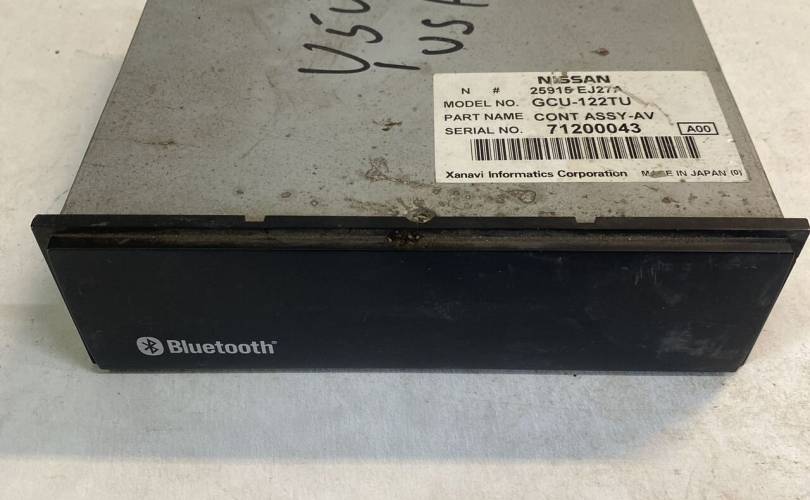 NISSAN
N # 25915 EJ27A
MODEL NO. GCU-122TU
PART NAME CONT ASSY-AV
SERIAL NO. 71200043 A00
Xanavi Informatics Corporation MADE IN JAPAN (0)
Bluetooth